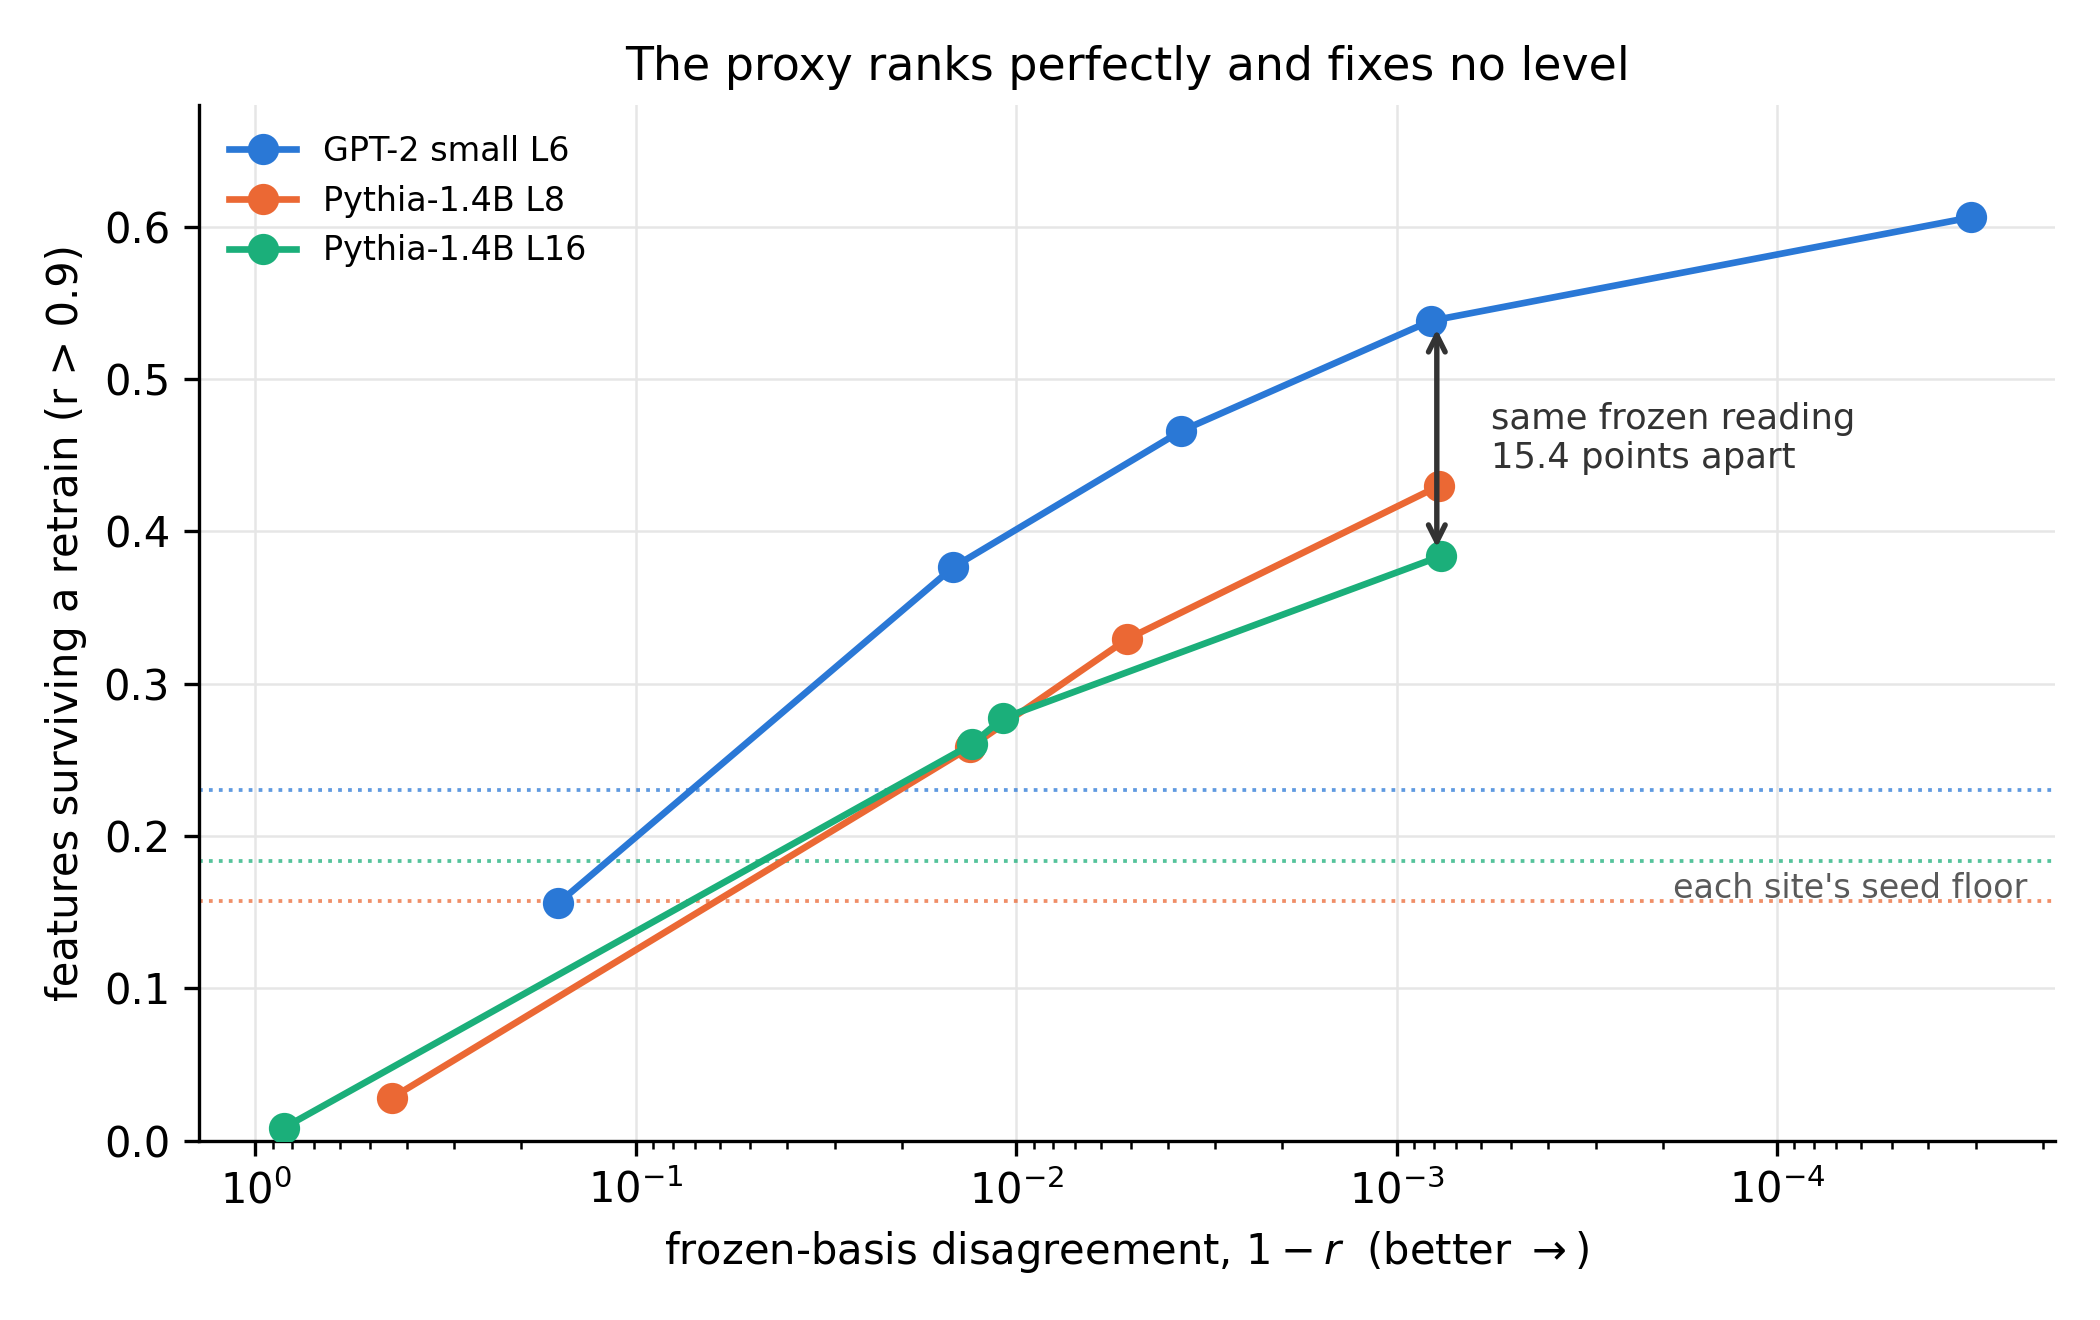 The proxy ranks perfectly and fixes no level
GPT-2 small L6
Pythia-1.4B L8
Pythia-1.4B L16
features surviving a retrain (r > 0.9)
0.6
0.5
0.4
0.3
0.2
0.1
0.0
same frozen reading
15.4 points apart
each site's seed floor
10⁰ 10⁻¹ 10⁻² 10⁻³ 10⁻⁴
frozen-basis disagreement, 1 − r (better →)